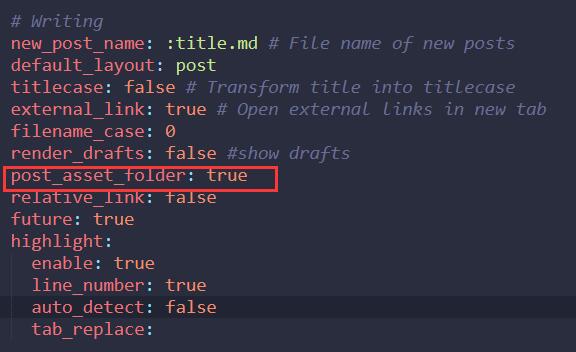 # Writing
new_post_name: :title.md # File name of new posts
default_layout: post
titlecase: false # Transform title into titlecase
external_link: true # Open external links in new tab
filename_case: 0
render_drafts: false #show drafts
post_asset_folder: true
relative_link: false
future: true
highlight:
  enable: true
  line_number: true
  auto_detect: false
  tab_replace: